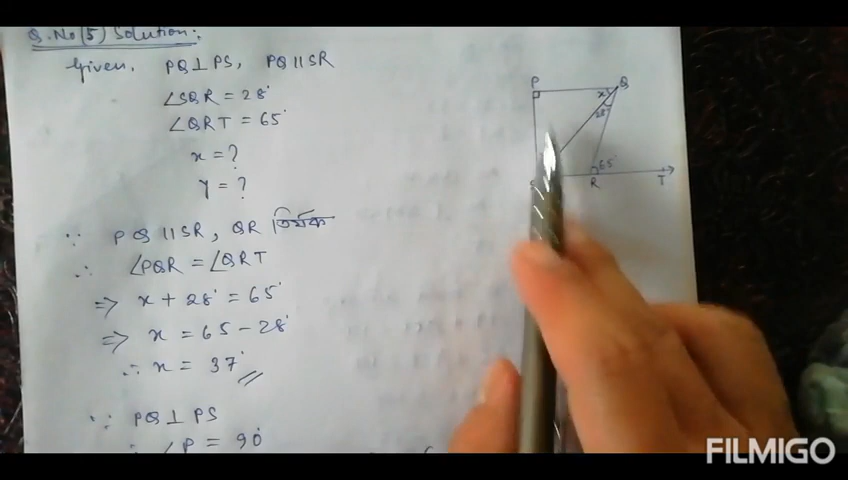 Q. No (5) Solution:
Given, PQ⊥PS, PQ॥SR
∠SQR = 28°
∠QRT = 65°
x = ?
y = ?
∵ PQ॥SR, QR তিৰ্যক
∴ ∠PQR = ∠QRT
⇒ x + 28° = 65°
⇒ x = 65 - 28°
∴ x = 37°
∵ PQ⊥PS
∴ ∠P = 90°
P
Q
x
28°
65°
R
T
FILMIGO